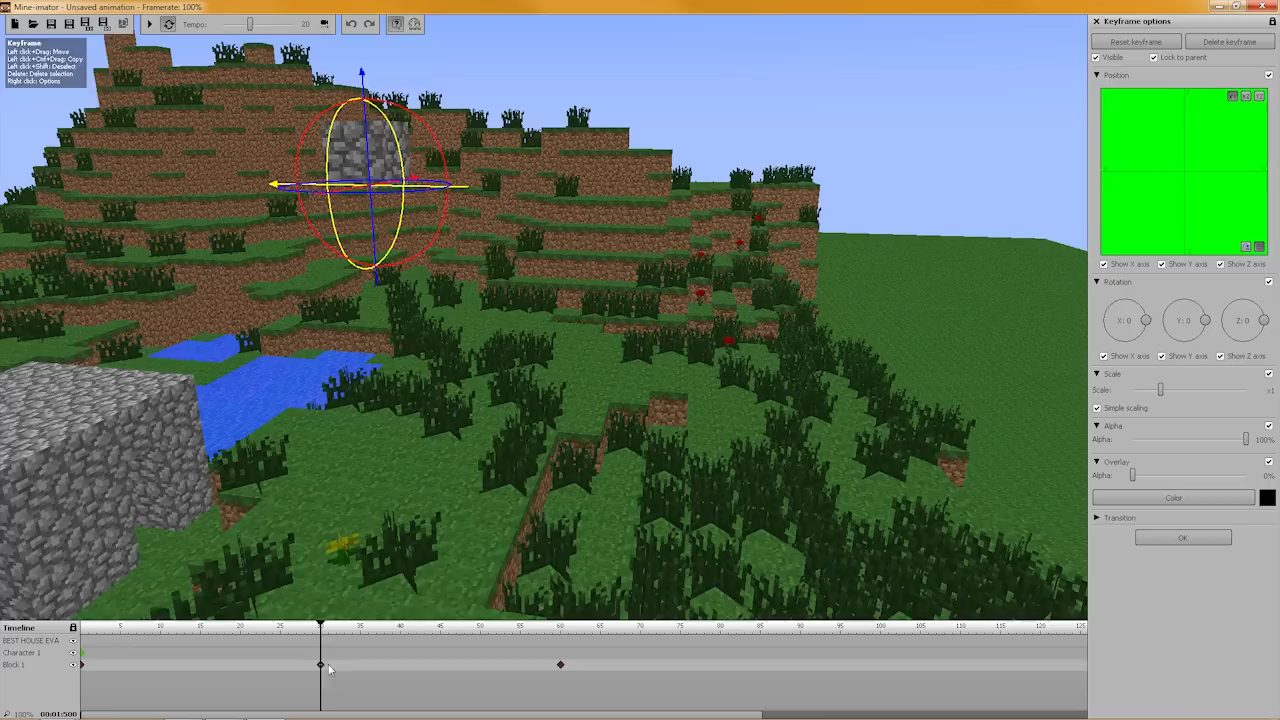 Mine-imator - Unsaved animation - Framerate: 100%
Tempo: 20
Keyframe
Left click+Drag: Move
Left click+Ctrl+Drag: Copy
Left click+Shift: Deselect
Delete: Delete selection
Right click: Options
Keyframe options
Reset keyframe Delete keyframe
Visible Lock to parent
Position
Show X axis Show Y axis Show Z axis
Rotation
X: 0 Y: 0 Z: 0
Show X axis Show Y axis Show Z axis
Scale
Scale: x1
Simple scaling
Alpha
Alpha: 100%
Overlay
Alpha: 0%
Color
Transition
OK
Timeline
5 10 15 20 25 35 40 45 50 55 60 65 70 75 80 85 90 95 100 105 110 115 120 125
BEST HOUSE EVA
Character 1
Block 1
100% 00:01:500